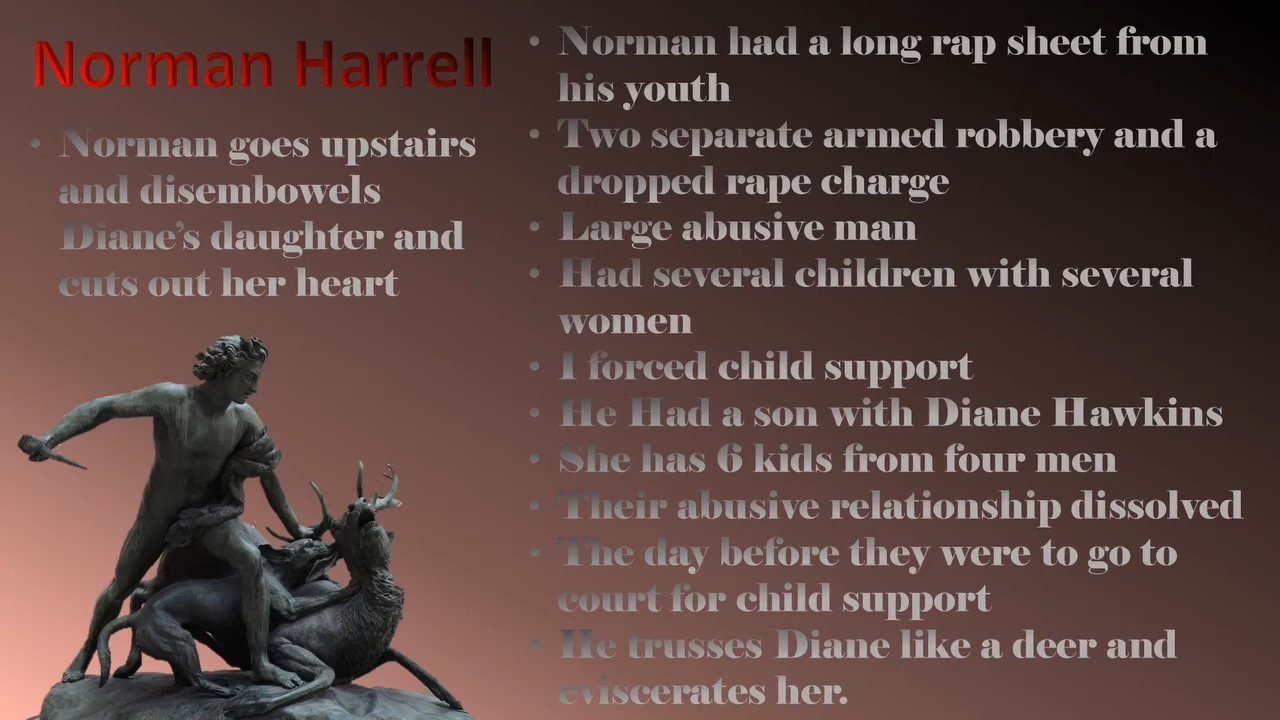 Norman Harrell
Norman goes upstairs
and disembowels
Diane’s daughter and
cuts out her heart
Norman had a long rap sheet from
his youth
Two separate armed robbery and a
dropped rape charge
Large abusive man
Had several children with several
women
I forced child support
He Had a son with Diane Hawkins
She has 6 kids from four men
Their abusive relationship dissolved
The day before they were to go to
court for child support
He trusses Diane like a deer and
eviscerates her.